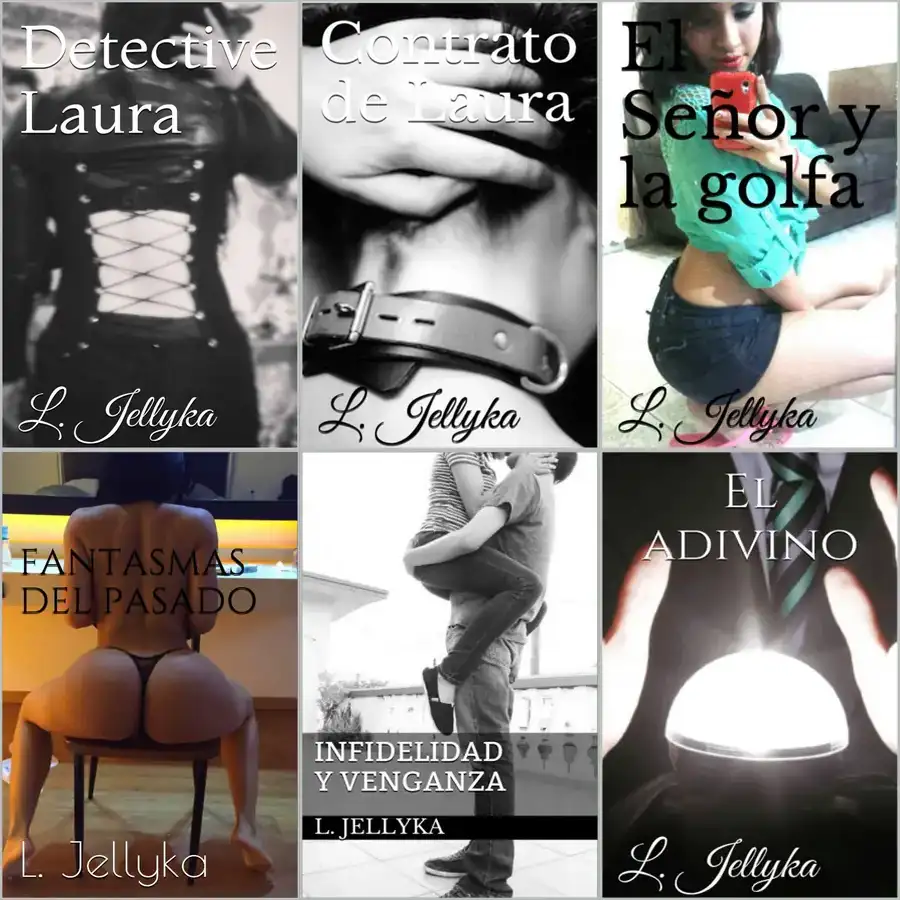 Detective
Laura
L. Jellyka
Contrato
de Laura
L. Jellyka
El
Señor y
la golfa
L. Jellyka
FANTASMAS
DEL PASADO
L. Jellyka
INFIDELIDAD
Y VENGANZA
L. JELLYKA
El
adivino
L. Jellyka